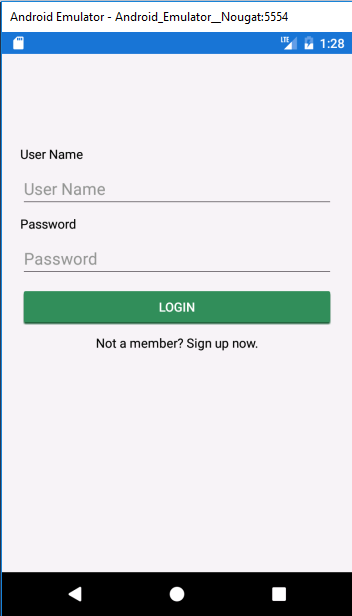 Android Emulator - Android_Emulator__Nougat:5554
LTE 1:28
User Name
User Name
Password
Password
LOGIN
Not a member? Sign up now.